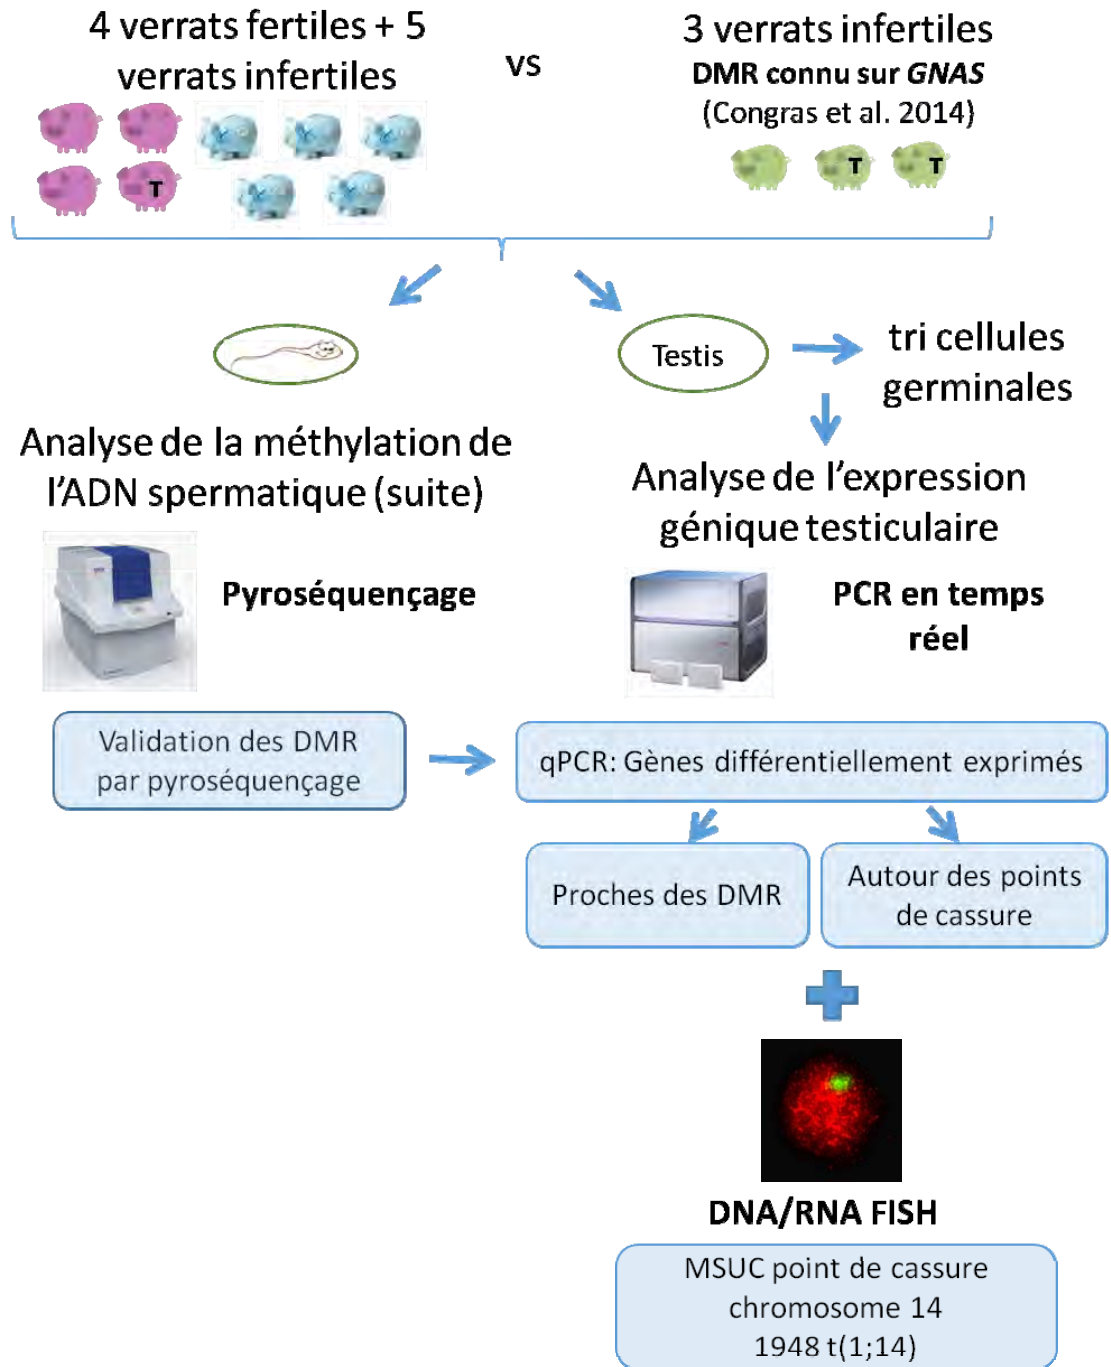 4 verrats fertiles + 5
verrats infertiles
vs
3 verrats infertiles
DMR connu sur GNAS
(Congras et al. 2014)
T
T
T
Testis
tri cellules
germinales
Analyse de la méthylation de
l'ADN spermatique (suite)
Analyse de l'expression
génique testiculaire
Pyroséquençage
PCR en temps
réel
Validation des DMR
par pyroséquençage
qPCR: Gènes différentiellement exprimés
Proches des DMR
Autour des points
de cassure
DNA/RNA FISH
MSUC point de cassure
chromosome 14
1948 t(1;14)